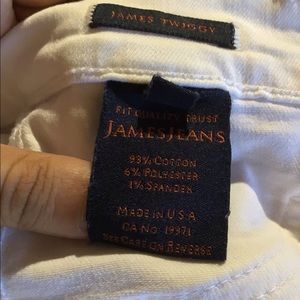 JAMES TWIGGY
FIT QUALITY TRUST
JAMES JEANS
93% COTTON
6% POLYESTER
1% SPANDEX
MADE IN U.S.A
CA NO 19371
SEE CARE ON REVERSE